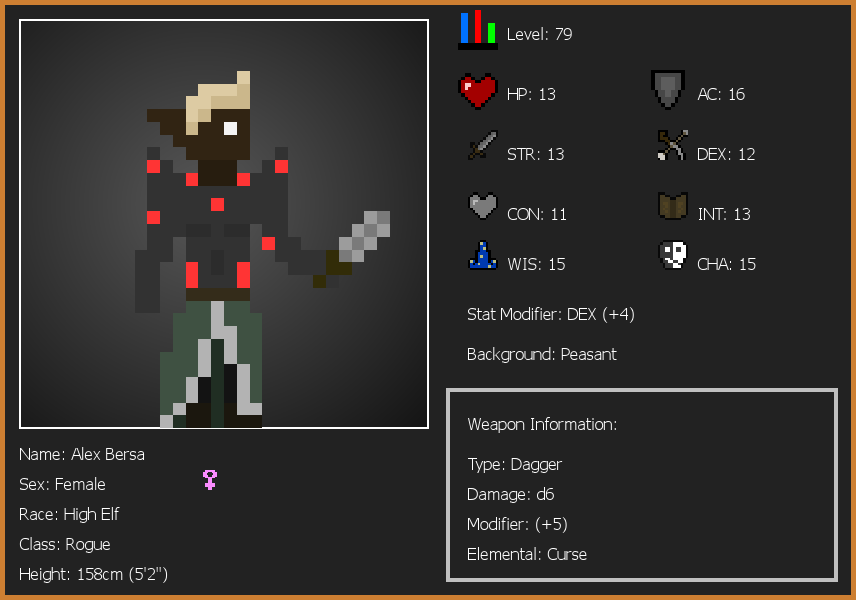 Level: 79
HP: 13
AC: 16
STR: 13
DEX: 12
CON: 11
INT: 13
WIS: 15
CHA: 15
Stat Modifier: DEX (+4)
Background: Peasant
Weapon Information:
Type: Dagger
Damage: d6
Modifier: (+5)
Elemental: Curse
Name: Alex Bersa
Sex: Female
Race: High Elf
Class: Rogue
Height: 158cm (5'2")